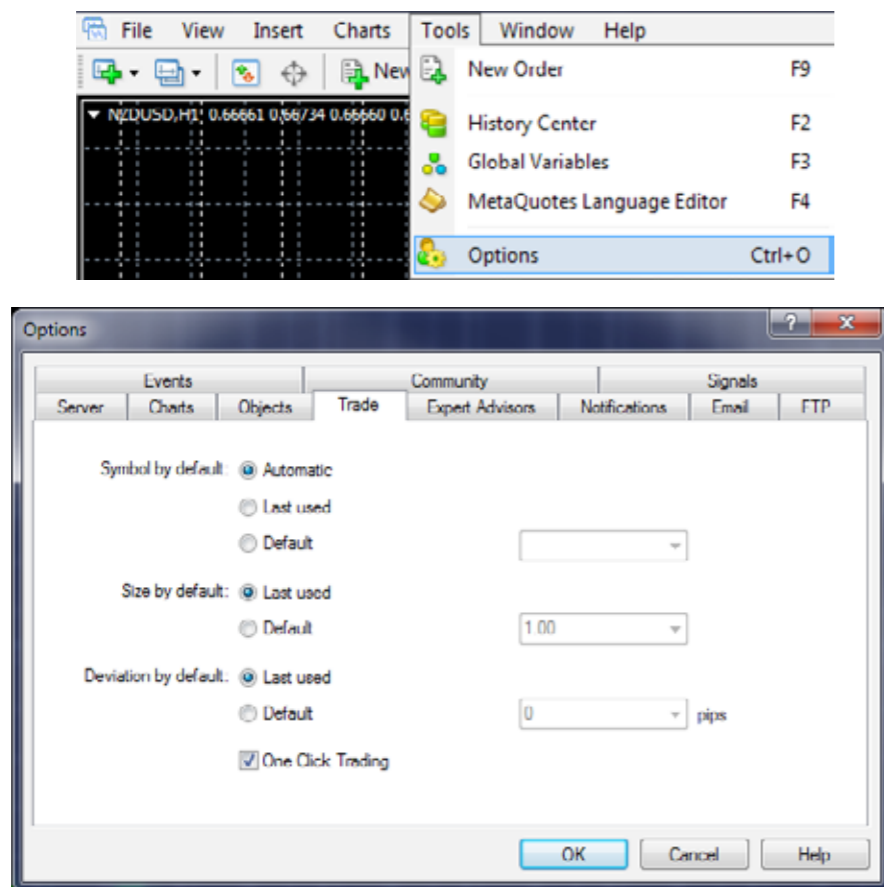 File View Insert Charts Tools Window Help
New
New Order F9
NZDUSD,H1 0.66661 0.66734 0.66660 0.6
History Center F2
Global Variables F3
MetaQuotes Language Editor F4
Options Ctrl+O
Options
? x
Events Community Signals
Server Charts Objects Trade Expert Advisors Notifications Email FTP
Symbol by default: Automatic
Last used
Default
Size by default: Last used
Default 1.00
Deviation by default: Last used
Default 0 pips
One Click Trading
OK Cancel Help